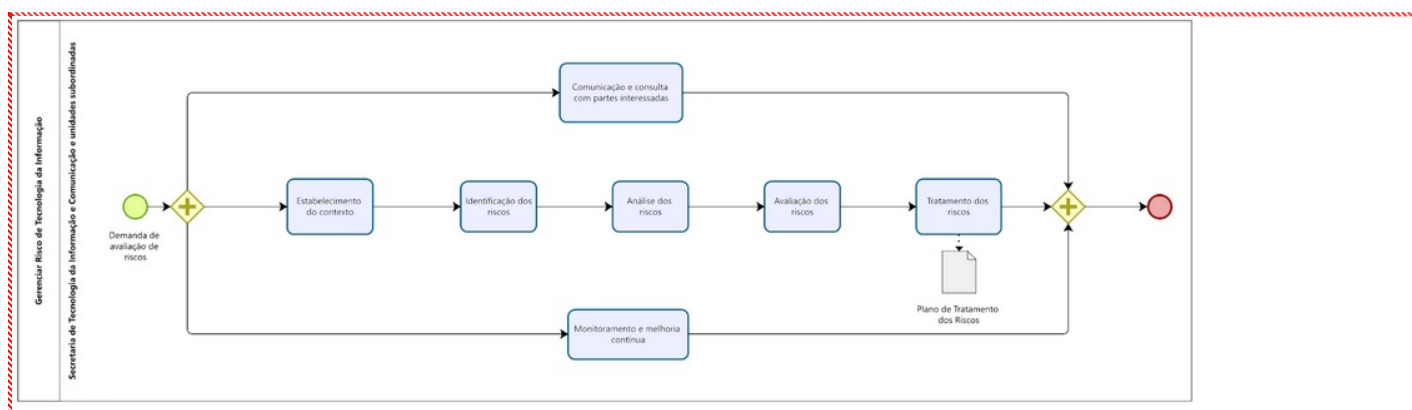 Gerenciar Risco de Tecnologia da Informação
Secretaria de Tecnologia da Informação e Comunicação e unidades subordinadas
Comunicação e consulta
com partes interessadas
Demanda de
avaliação de
riscos
Estabelecimento
do contexto
Identificação dos
riscos
Análise dos
riscos
Avaliação dos
riscos
Tratamento dos
riscos
Plano de Tratamento
dos Riscos
Monitoramento e melhoria
contínua